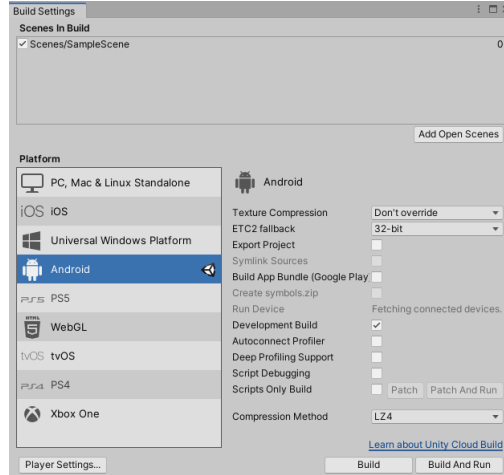 Build Settings
Scenes In Build
Scenes/SampleScene 0
Add Open Scenes
Platform
PC, Mac & Linux Standalone
iOS iOS
Universal Windows Platform
Android
PS5 PS5
HTML 5 WebGL
tvOS tvOS
PS4 PS4
Xbox One
Android
Texture Compression Don't override
ETC2 fallback 32-bit
Export Project
Symlink Sources
Build App Bundle (Google Play
Create symbols.zip
Run Device Fetching connected devices.
Development Build
Autoconnect Profiler
Deep Profiling Support
Script Debugging
Scripts Only Build Patch Patch And Run
Compression Method LZ4
Learn about Unity Cloud Build
Player Settings... Build Build And Run